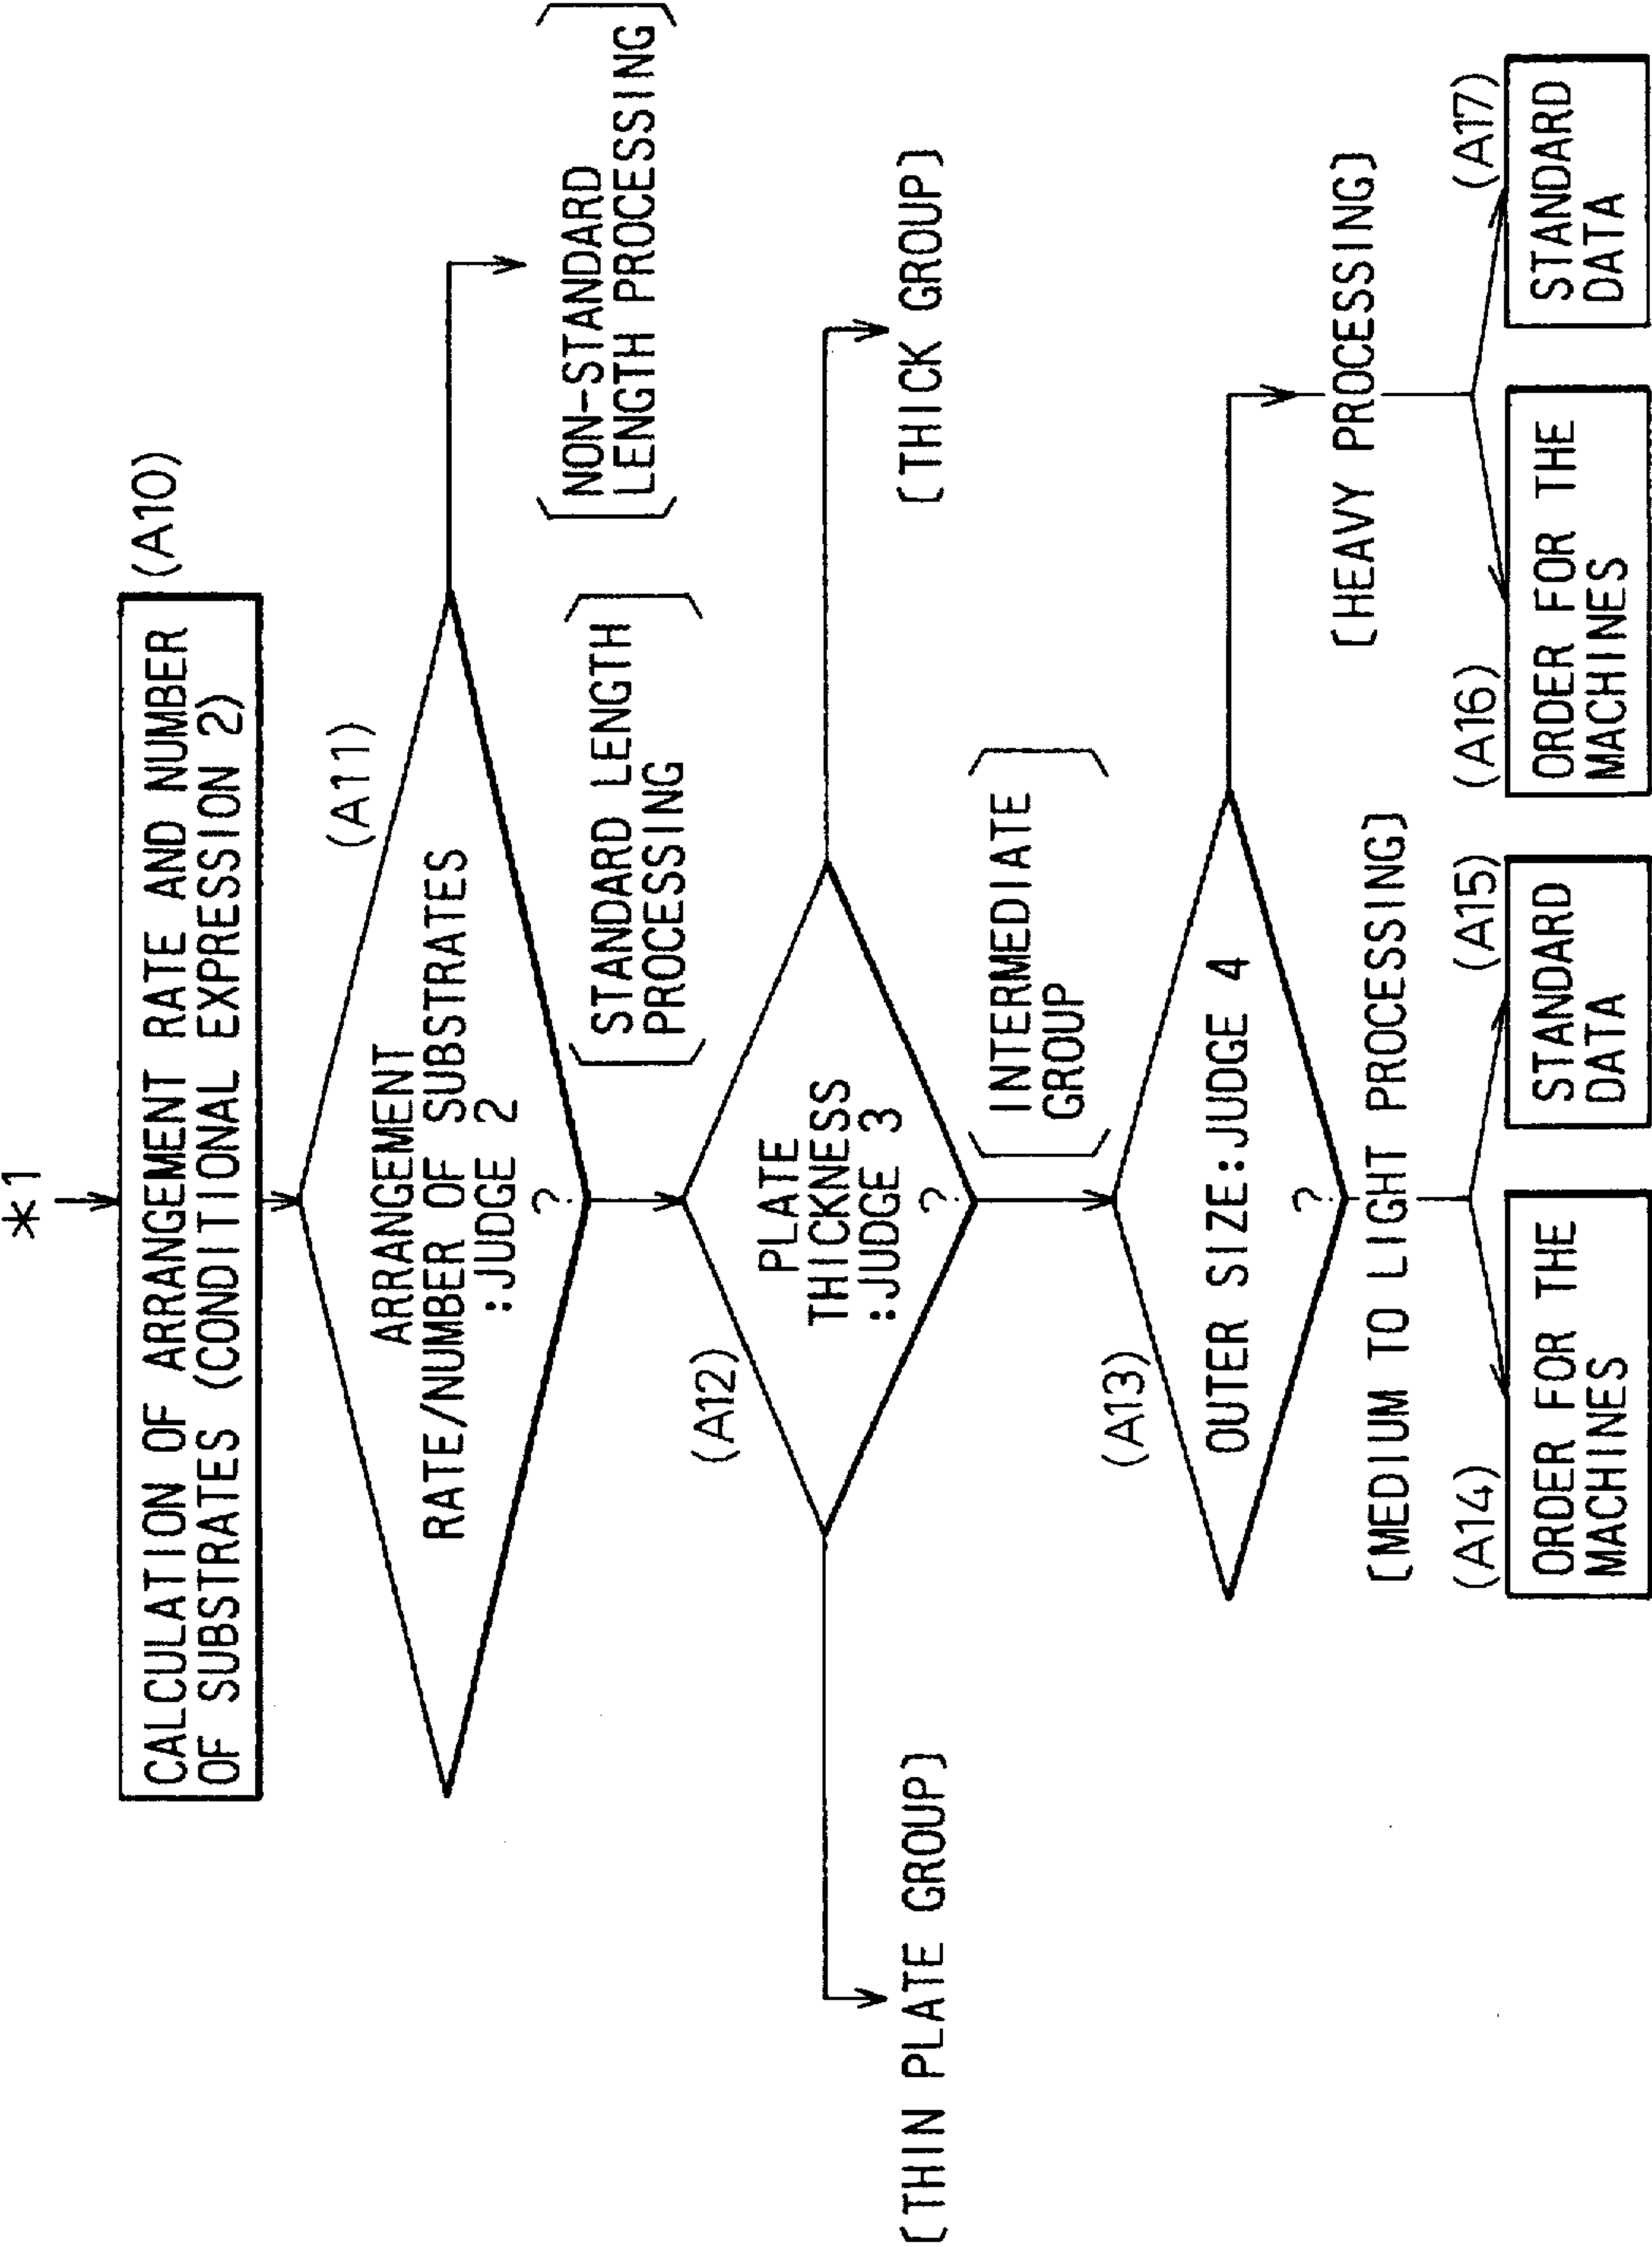 *1
CALCULATION OF ARRANGEMENT RATE AND NUMBER
OF SUBSTRATES (CONDITIONAL EXPRESSION 2)
(A10)
(A11)
ARRANGEMENT
RATE/NUMBER OF SUBSTRATES
:JUDGE 2
?
[NON-STANDARD
LENGTH PROCESSING]
[STANDARD LENGTH
PROCESSING]
(A12)
PLATE
THICKNESS
:JUDGE 3
?
[THIN PLATE GROUP]
[THICK GROUP]
[INTERMEDIATE
GROUP]
(A13)
OUTER SIZE:JUDGE 4
?
[MEDIUM TO LIGHT PROCESSING]
[HEAVY PROCESSING]
(A14)
ORDER FOR THE
MACHINES
(A15)
STANDARD
DATA
(A16)
ORDER FOR THE
MACHINES
(A17)
STANDARD
DATA